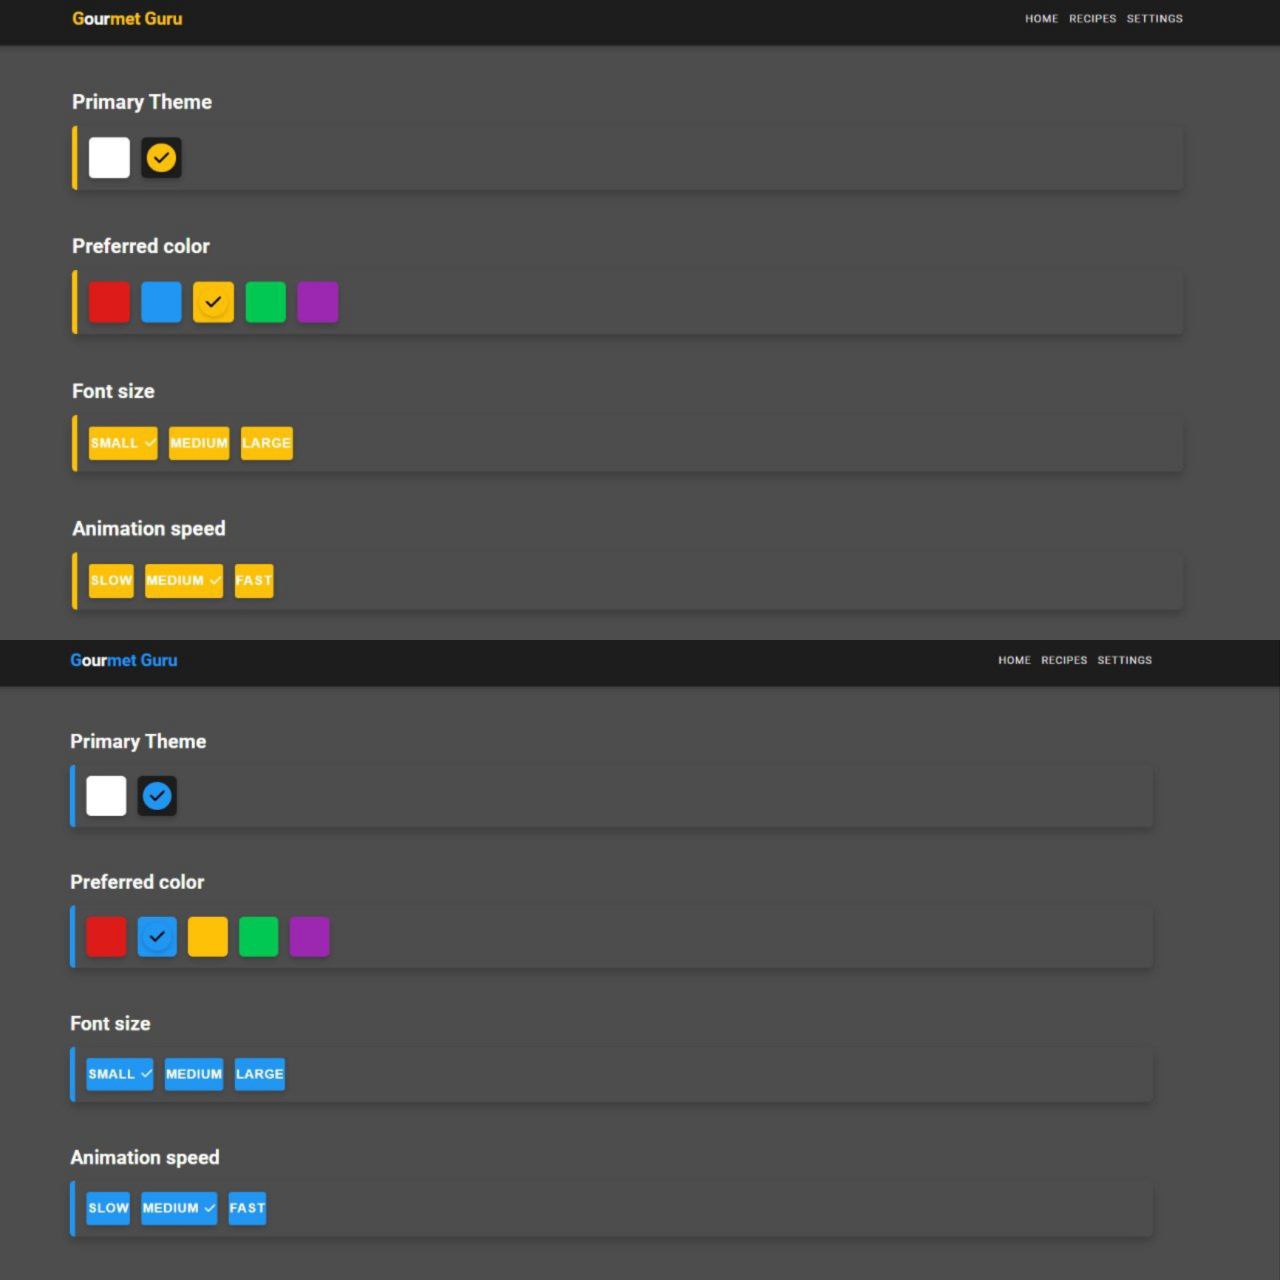 Gourmet Guru
HOME RECIPES SETTINGS
Primary Theme
Preferred color
Font size
SMALL MEDIUM LARGE
Animation speed
SLOW MEDIUM FAST
Gourmet Guru
HOME RECIPES SETTINGS
Primary Theme
Preferred color
Font size
SMALL MEDIUM LARGE
Animation speed
SLOW MEDIUM FAST